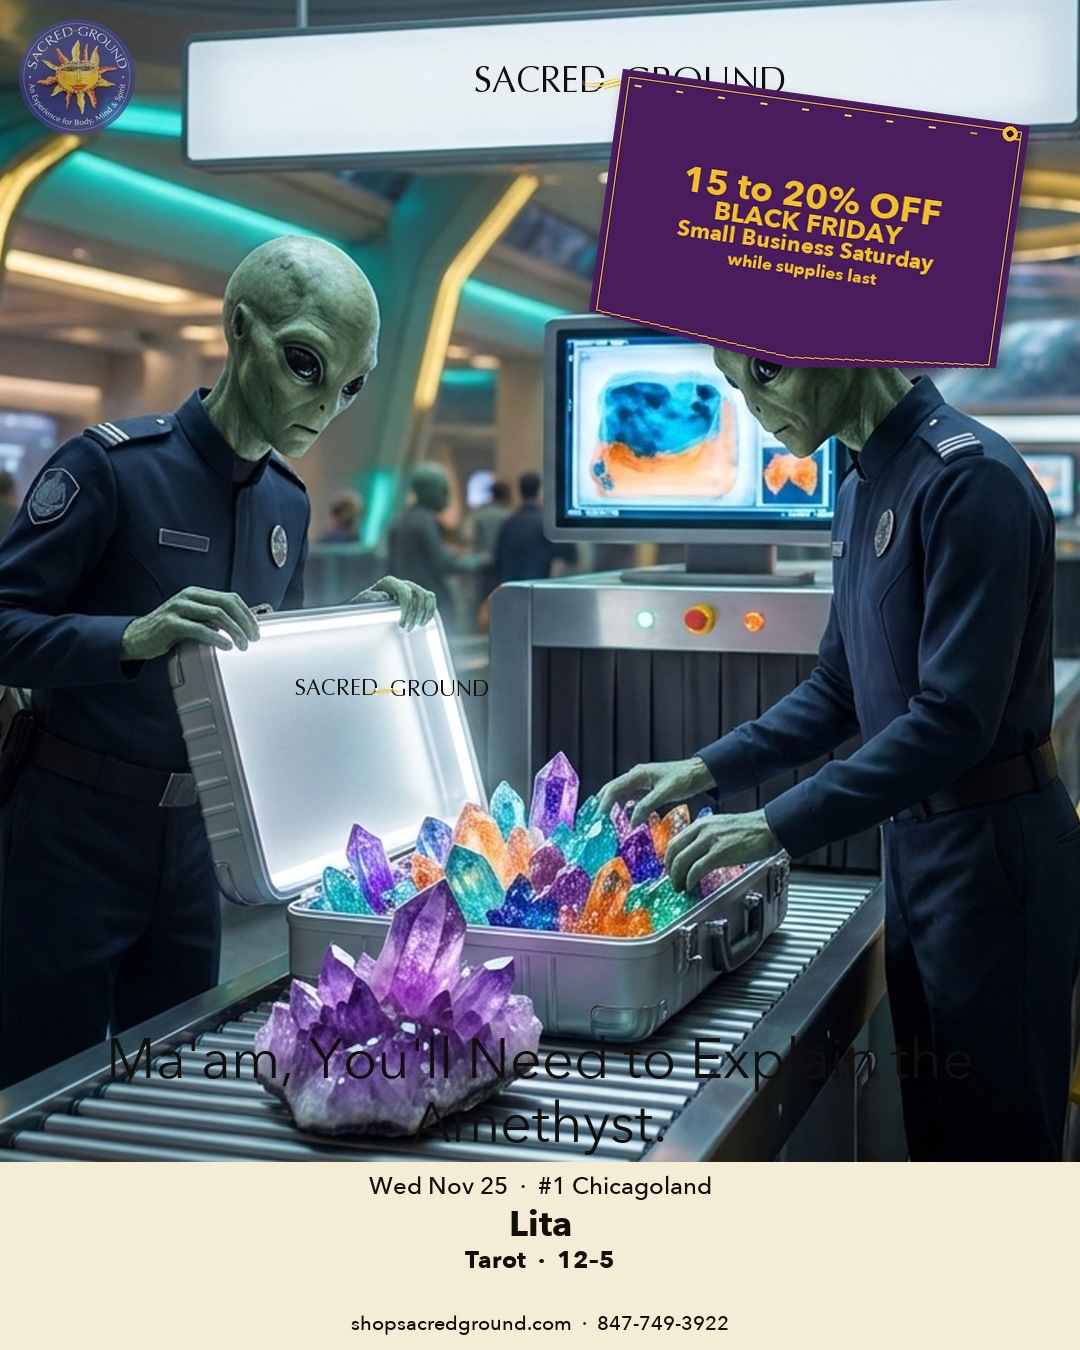 SACRED GROUND
An Experience for Body, Mind & Spirit
SACRED GROUND
15 to 20% OFF
BLACK FRIDAY
Small Business Saturday
while supplies last
SACRED GROUND
Ma'am, You'll Need to Explain the
Amethyst.
Wed Nov 25 · #1 Chicagoland
Lita
Tarot · 12–5
shopsacredground.com · 847-749-3922